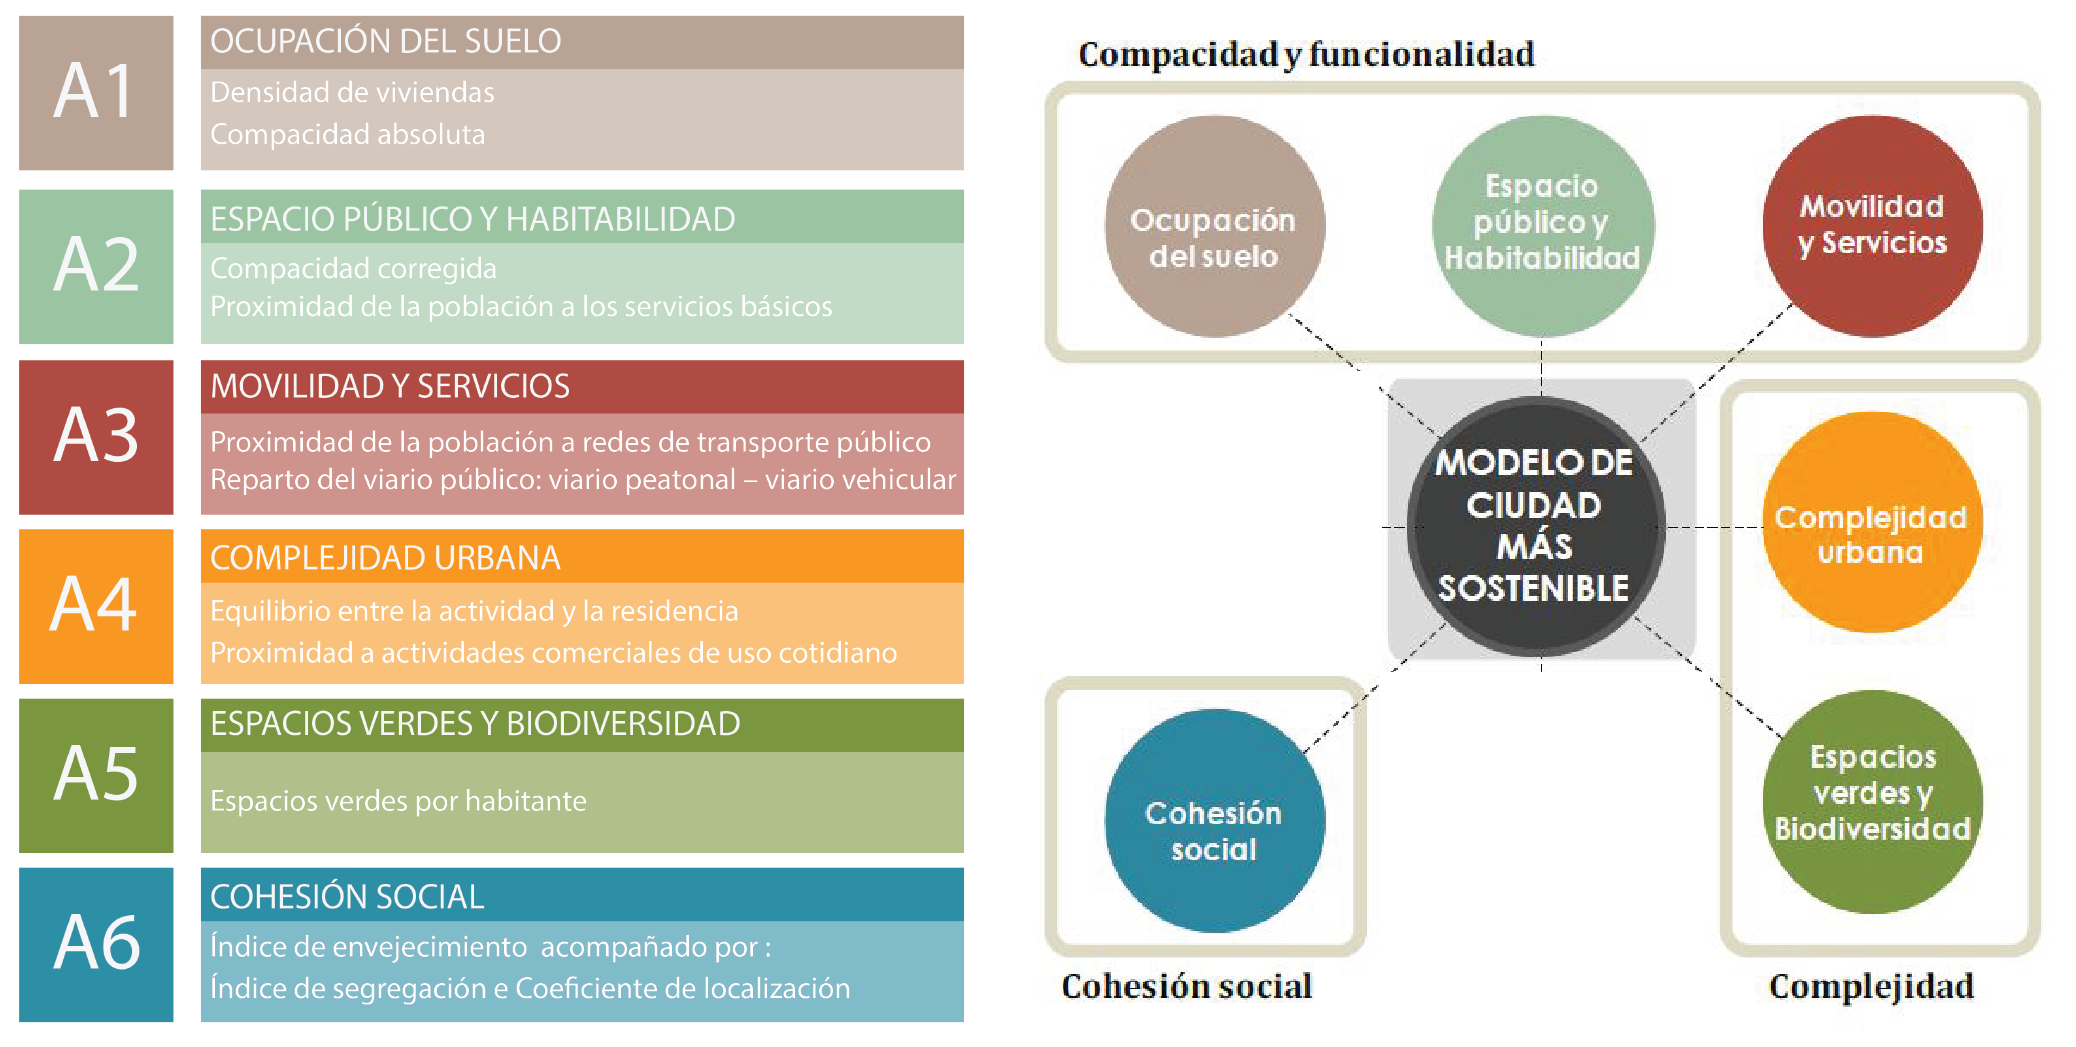 A1
OCUPACIÓN DEL SUELO
Densidad de viviendas
Compacidad absoluta
A2
ESPACIO PÚBLICO Y HABITABILIDAD
Compacidad corregida
Proximidad de la población a los servicios básicos
A3
MOVILIDAD Y SERVICIOS
Proximidad de la población a redes de transporte público
Reparto del viario público: viario peatonal – viario vehicular
A4
COMPLEJIDAD URBANA
Equilibrio entre la actividad y la residencia
Proximidad a actividades comerciales de uso cotidiano
A5
ESPACIOS VERDES Y BIODIVERSIDAD
Espacios verdes por habitante
A6
COHESIÓN SOCIAL
Índice de envejecimiento  acompañado por :
Índice de segregación e Coeficiente de localización
Compacidad y funcionalidad
Ocupación
del suelo
Espacio
público y
Habitabilidad
Movilidad
y Servicios
MODELO DE
CIUDAD
MÁS
SOSTENIBLE
Complejidad
urbana
Espacios
verdes y
Biodiversidad
Cohesión
social
Cohesión social
Complejidad